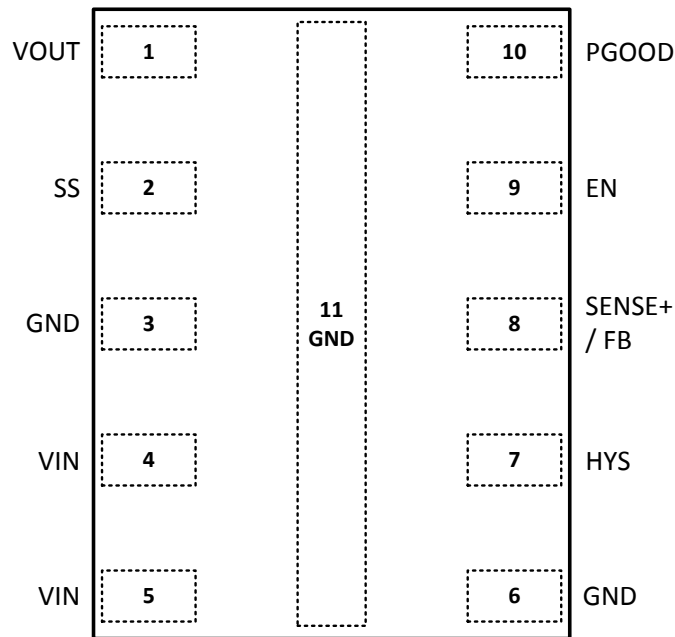 VOUT 1 10 PGOOD
SS 2 9 EN
GND 3 11 GND 8 SENSE+ / FB
VIN 4 7 HYS
VIN 5 6 GND